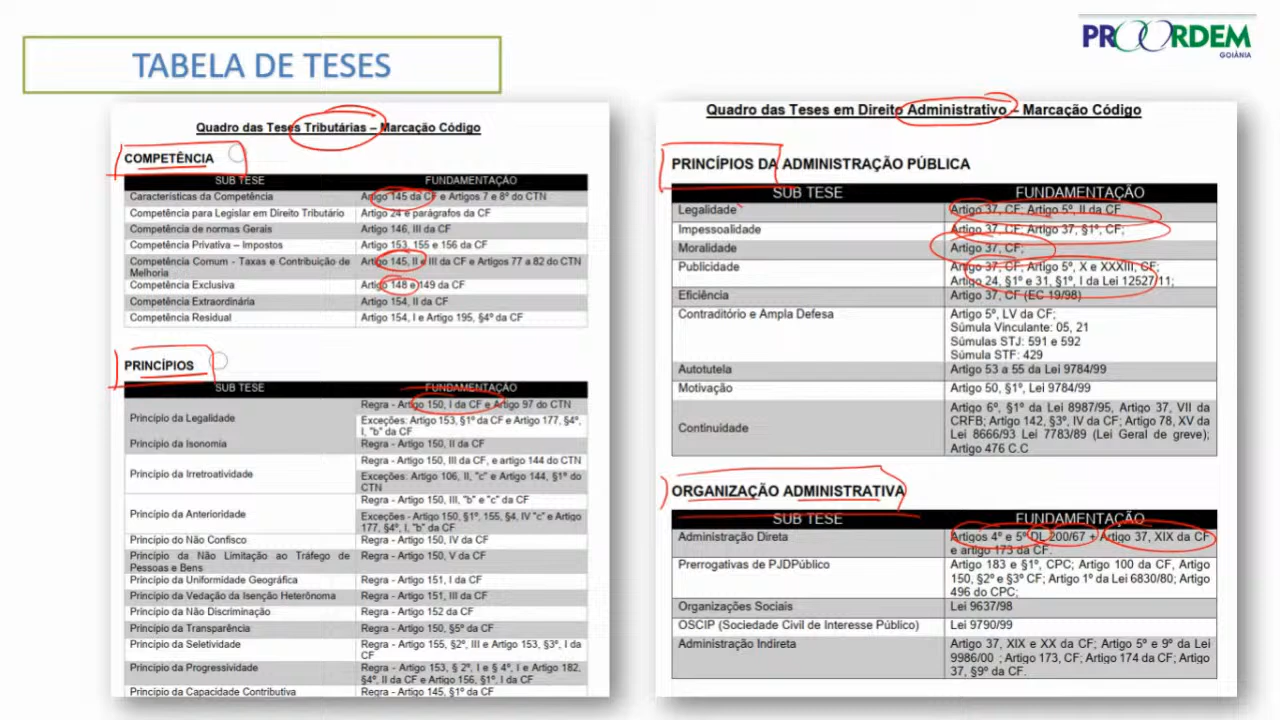 PROORDEM
GOIÂNIA
TABELA DE TESES
Quadro das Teses Tributárias – Marcação Código
COMPETÊNCIA
SUB TESE FUNDAMENTAÇÃO
Características da Competência Artigo 145 da CF e Artigos 7 e 8º do CTN
Competência para Legislar em Direito Tributário Artigo 24 e parágrafos da CF
Competência de normas Gerais Artigo 146, III da CF
Competência Privativa – Impostos Artigo 153, 155 e 156 da CF
Competência Comum - Taxas e Contribuição de Artigo 145, II e III da CF e Artigos 77 a 82 do CTN
Melhoria
Competência Exclusiva Artigo 148 e 149 da CF
Competência Extraordinária Artigo 154, II da CF
Competência Residual Artigo 154, I e Artigo 195, §4º da CF
PRINCÍPIOS
SUB TESE FUNDAMENTAÇÃO
Regra - Artigo 150, I da CF e Artigo 97 do CTN
Princípio da Legalidade Exceções: Artigo 153, §1º da CF e Artigo 177, §4º,
I, "b" da CF
Princípio da Isonomia Regra - Artigo 150, II da CF
Regra - Artigo 150, III da CF, e artigo 144 do CTN
Princípio da Irretroatividade Exceções: Artigo 106, II, "c" e Artigo 144, §1º do
CTN
Regra - Artigo 150, III, "b" e "c" da CF
Princípio da Anterioridade Exceções - Artigo 150, §1º, 155, §4, IV "c" e Artigo
177, §4º, I, "b" da CF
Princípio do Não Confisco Regra - Artigo 150, IV da CF
Princípio da Não Limitação ao Tráfego de Regra - Artigo 150, V da CF
Pessoas e Bens
Princípio da Uniformidade Geográfica Regra - Artigo 151, I da CF
Princípio da Vedação da Isenção Heterônoma Regra - Artigo 151, III da CF
Princípio da Não Discriminação Regra - Artigo 152 da CF
Princípio da Transparência Regra - Artigo 150, §5º da CF
Princípio da Seletividade Regra - Artigo 155, §2º, III e Artigo 153, §3º, I da
CF
Princípio da Progressividade Regra - Artigo 153, § 2º, I e § 4º, I e Artigo 182,
§4º, II da CF e Artigo 156, §1º, I da CF
Princípio da Capacidade Contributiva Regra - Artigo 145, §1º da CF
Quadro das Teses em Direito Administrativo - Marcação Código
PRINCÍPIOS DA ADMINISTRAÇÃO PÚBLICA
SUB TESE FUNDAMENTAÇÃO
Legalidade Artigo 37, CF; Artigo 5º, II da CF
Impessoalidade Artigo 37, CF; Artigo 37, §1º, CF;
Moralidade Artigo 37, CF;
Publicidade Artigo 37, CF; Artigo 5º, X e XXXIII, CF;
Artigo 24, §1º e 31, §1º, I da Lei 12527/11;
Eficiência Artigo 37, CF (EC 19/98)
Contraditório e Ampla Defesa Artigo 5º, LV da CF;
Súmula Vinculante: 05, 21
Súmulas STJ: 591 e 592
Súmula STF: 429
Autotutela Artigo 53 a 55 da Lei 9784/99
Motivação Artigo 50, §1º, Lei 9784/99
Artigo 6º, §1º da Lei 8987/95, Artigo 37, VII da
Continuidade CRFB; Artigo 142, §3º, IV da CF; Artigo 78, XV da
Lei 8666/93 Lei 7783/89 (Lei Geral de greve);
Artigo 476 C.C
ORGANIZAÇÃO ADMINISTRATIVA
SUB TESE FUNDAMENTAÇÃO
Administração Direta Artigos 4º e 5º DL 200/67 + Artigo 37, XIX da CF
e artigo 173 da CF.
Prerrogativas de PJDPúblico Artigo 183 e §1º, CPC; Artigo 100 da CF, Artigo
150, §2º e §3º CF; Artigo 1º da Lei 6830/80; Artigo
496 do CPC;
Organizações Sociais Lei 9637/98
OSCIP (Sociedade Civil de Interesse Público) Lei 9790/99
Administração Indireta Artigo 37, XIX e XX da CF; Artigo 5º e 9º da Lei
9986/00 ; Artigo 173, CF; Artigo 174 da CF; Artigo
37, §9º da CF.